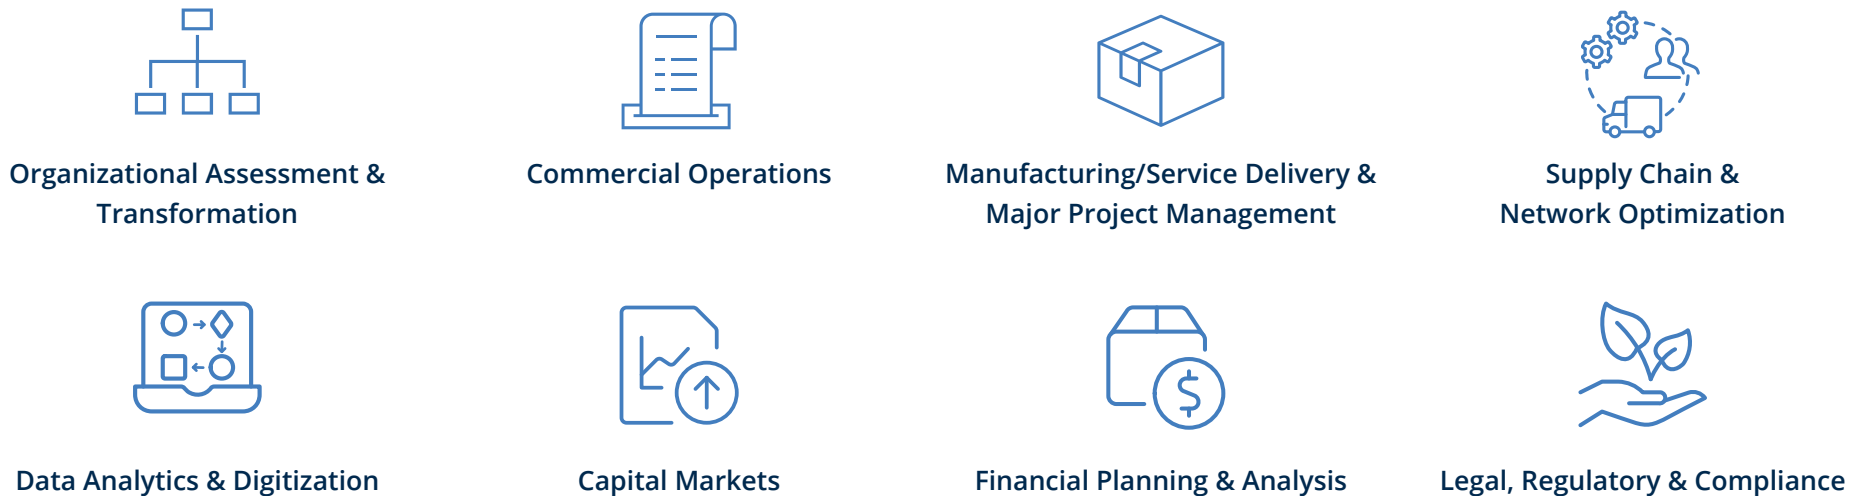 Organizational Assessment &
Transformation
Commercial Operations
Manufacturing/Service Delivery &
Major Project Management
Supply Chain &
Network Optimization
Data Analytics & Digitization
Capital Markets
$
Financial Planning & Analysis
Legal, Regulatory & Compliance